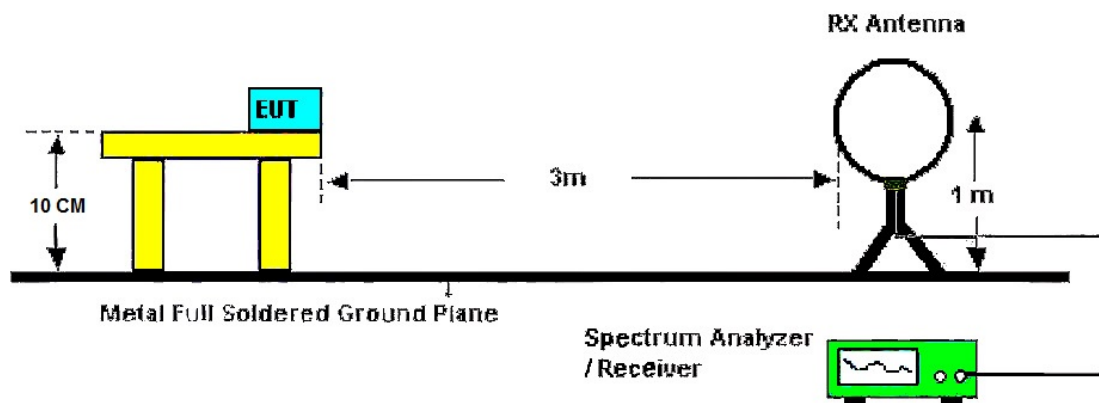 RX Antenna
EUT
3m
10 CM
1 m
Metal Full Soldered Ground Plane
Spectrum Analyzer
/ Receiver